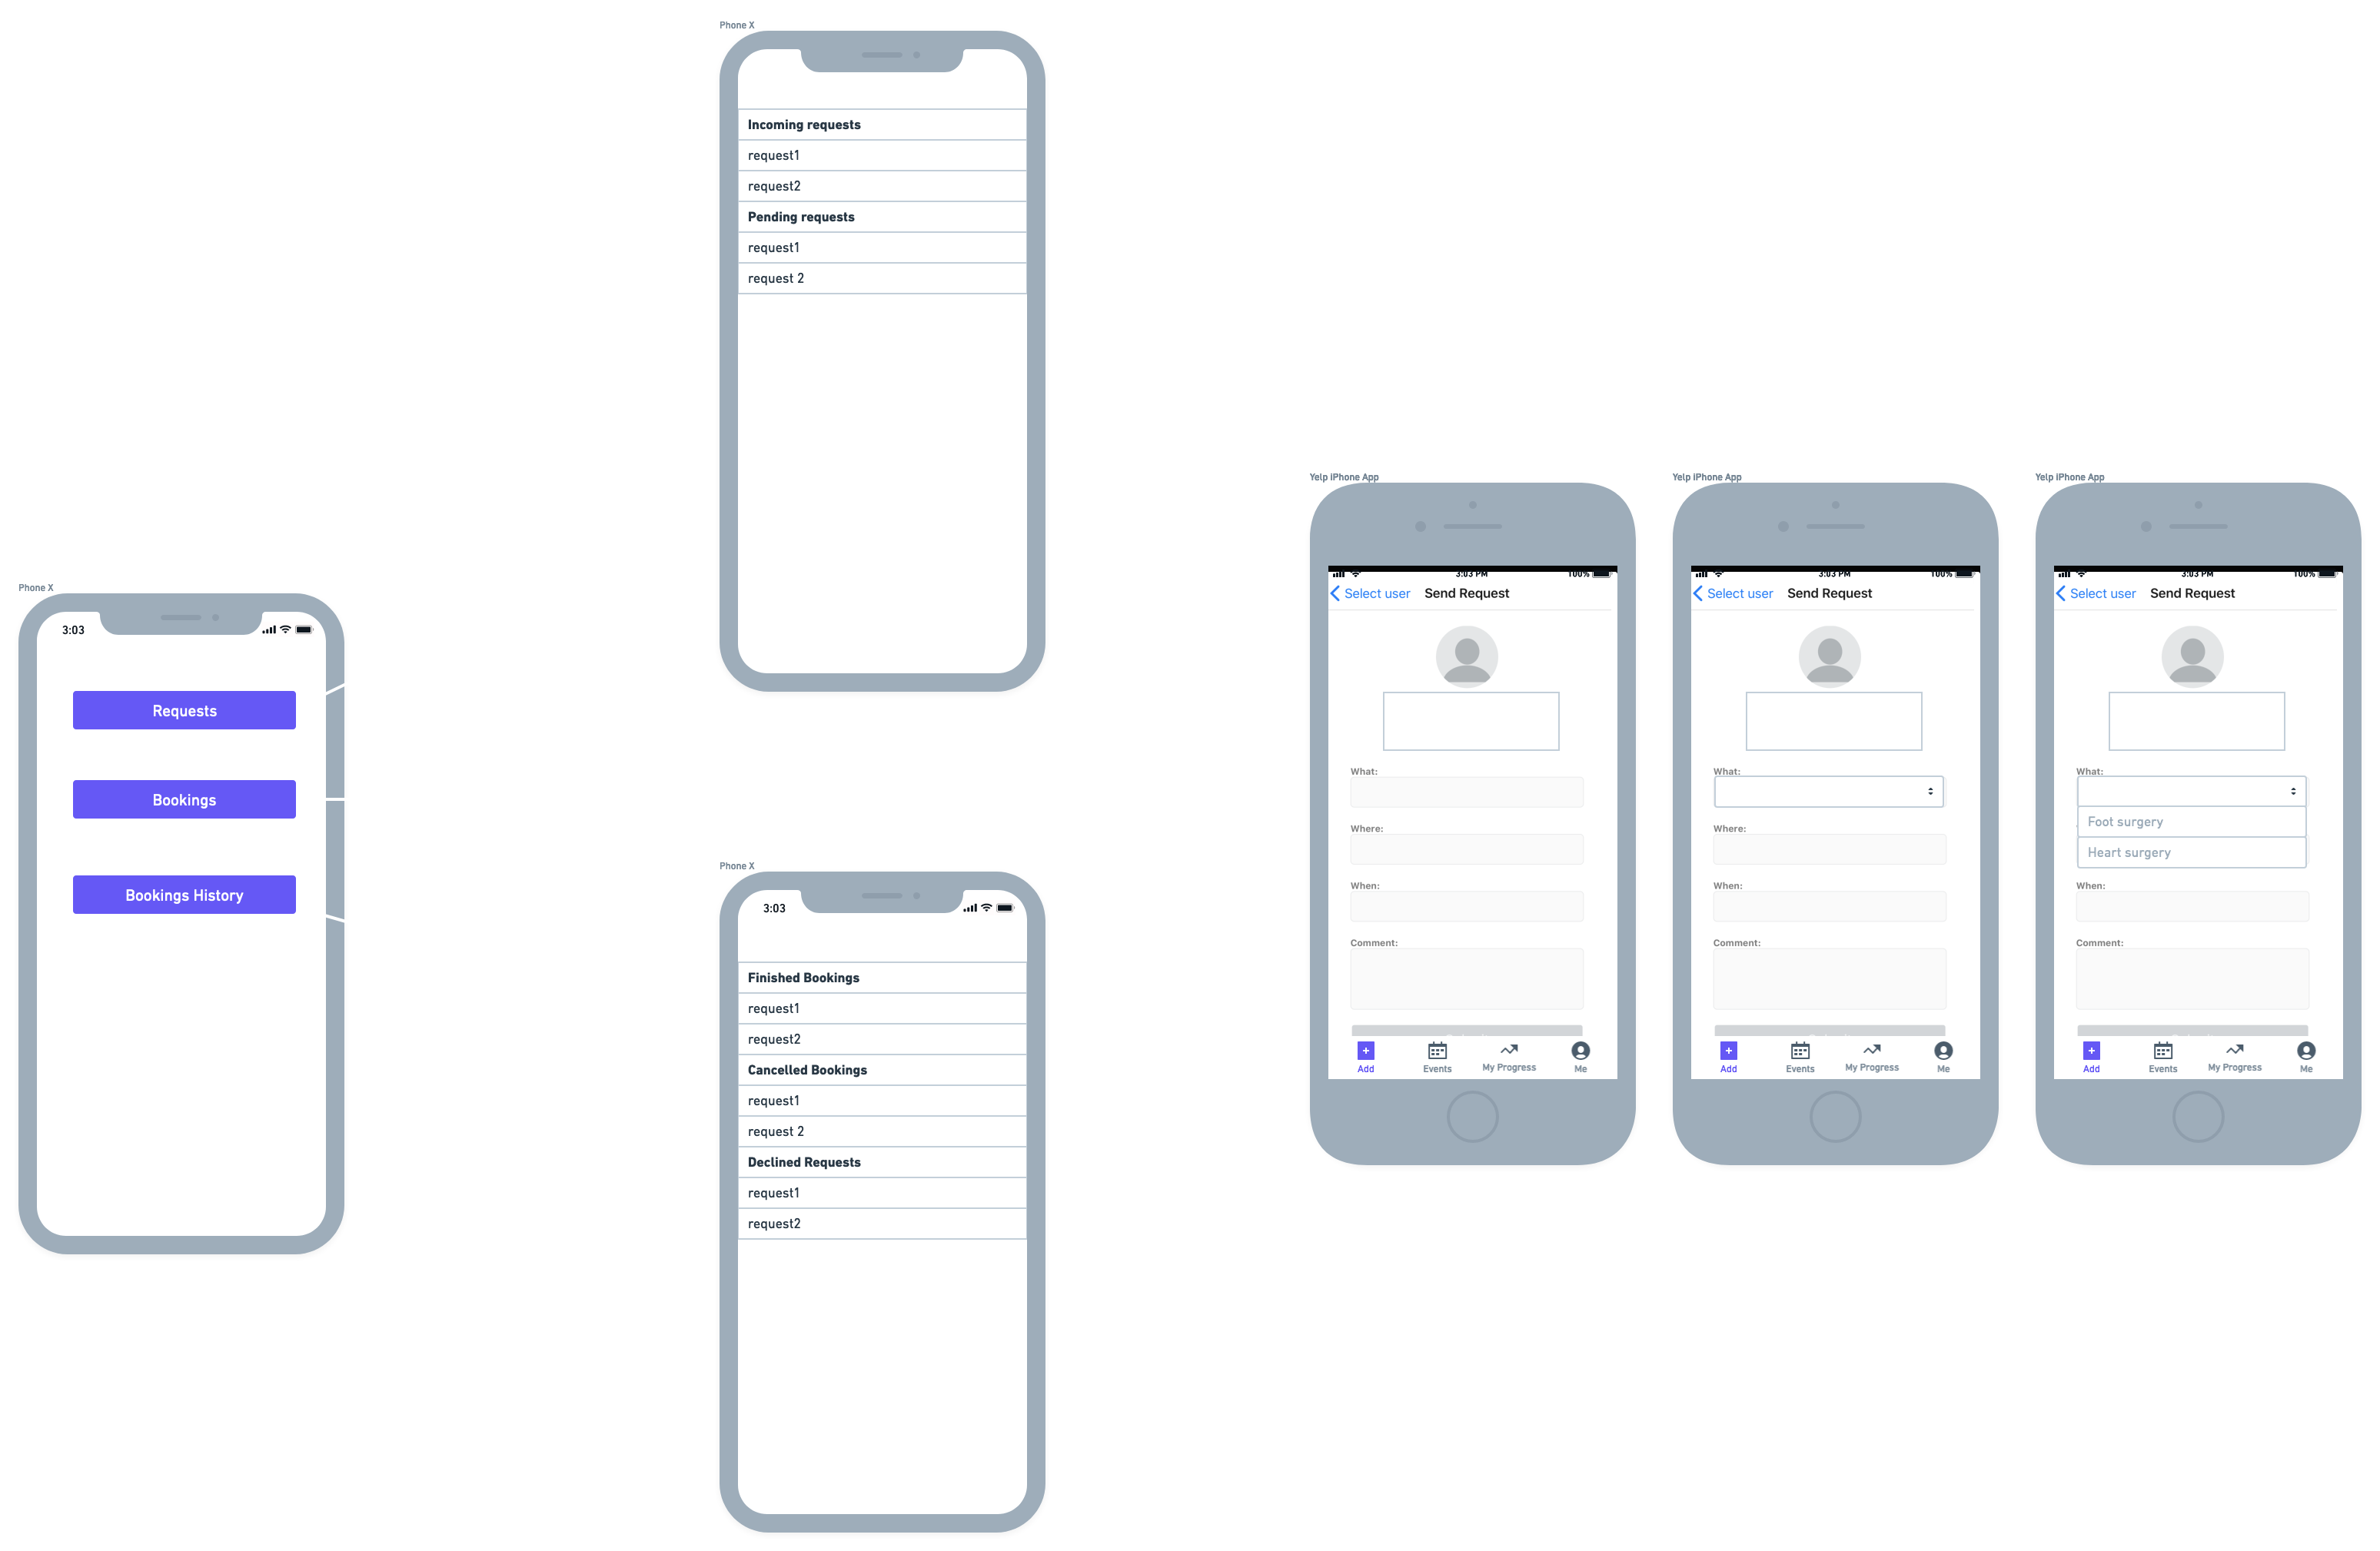 Phone X
Incoming requests
request1
request2
Pending requests
request1
request 2
Phone X
3:03
Requests
Bookings
Bookings History
Phone X
3:03
Finished Bookings
request1
request2
Cancelled Bookings
request1
request 2
Declined Requests
request1
request2
Yelp iPhone App
3:03 PM
100%
Select user
Send Request
What:
Where:
When:
Comment:
Add
Events
My Progress
Me
Yelp iPhone App
3:03 PM
100%
Select user
Send Request
What:
Where:
When:
Comment:
Add
Events
My Progress
Me
Yelp iPhone App
3:03 PM
100%
Select user
Send Request
What:
Foot surgery
Heart surgery
When:
Comment:
Add
Events
My Progress
Me